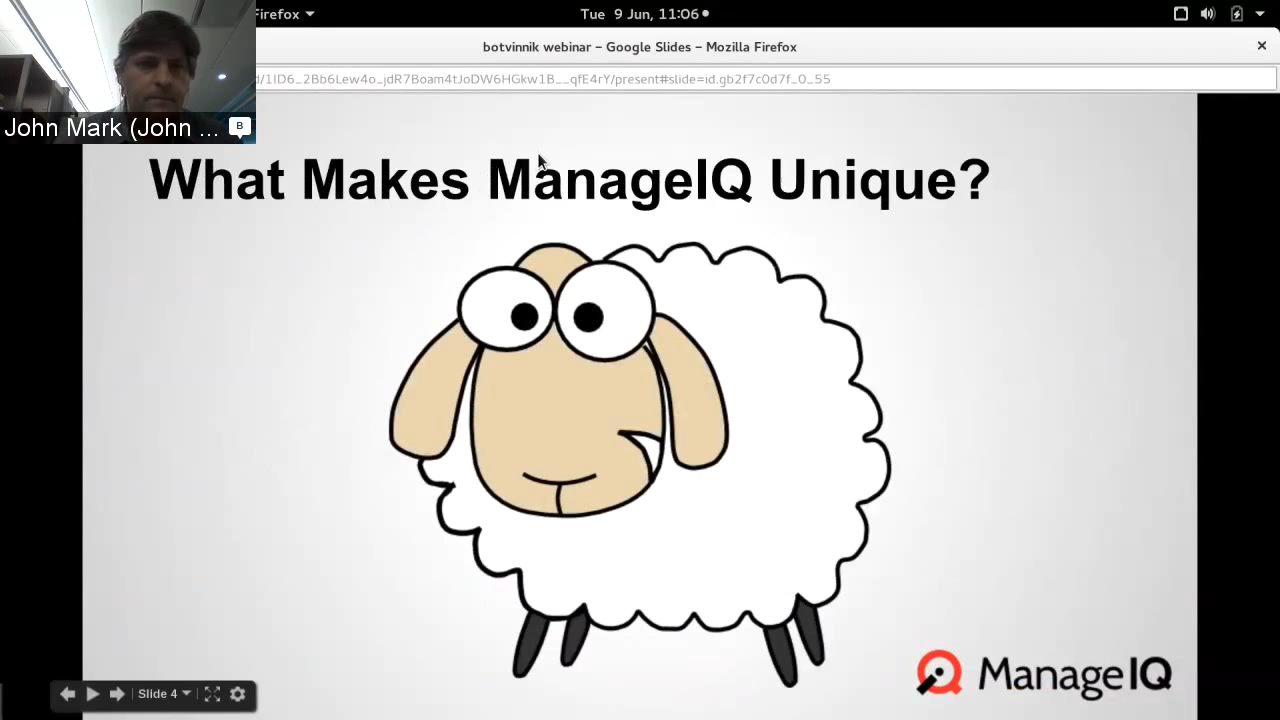 Firefox
Tue 9 Jun, 11:06
botvinnik webinar – Google Slides – Mozilla Firefox
d/1ID6_2Bb6Lew4o_jdR7Boam4tJoDW6HGkw1B__qfE4rY/present#slide=id.gb2f7c0d7f_0_55
John Mark (John ...
B
What Makes ManageIQ Unique?
ManageIQ
Slide 4